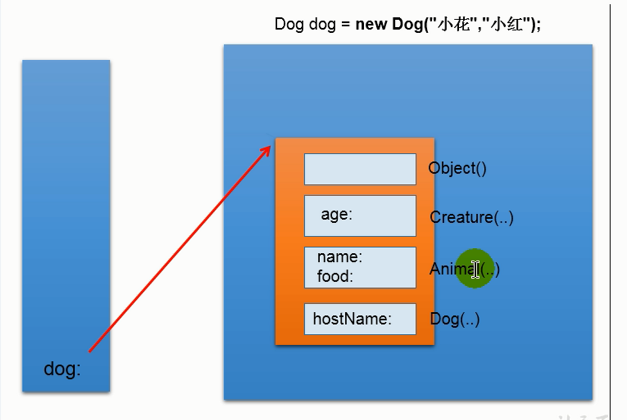 Dog dog = new Dog("小花","小红");
Object()
age:
Creature(..)
name:
food:
Animal(..)
hostName:
Dog(..)
dog: